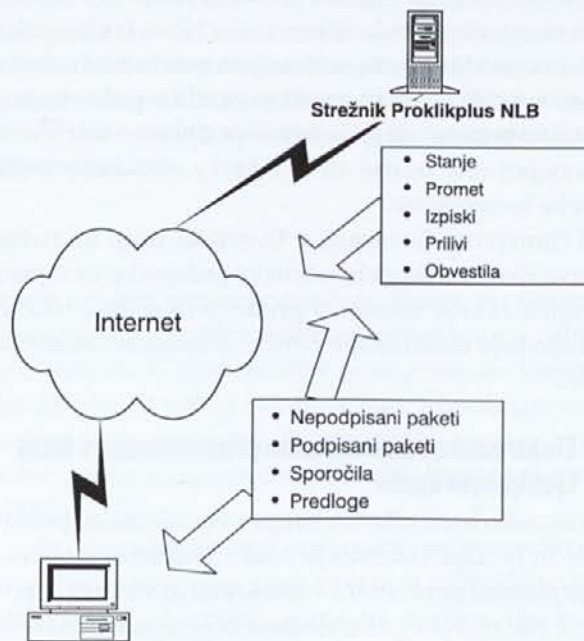 Strežnik Proklikplus NLB
• Stanje
• Promet
• Izpiski
• Prilivi
• Obvestila
Internet
• Nepodpisani paketi
• Podpisani paketi
• Sporočila
• Predloge